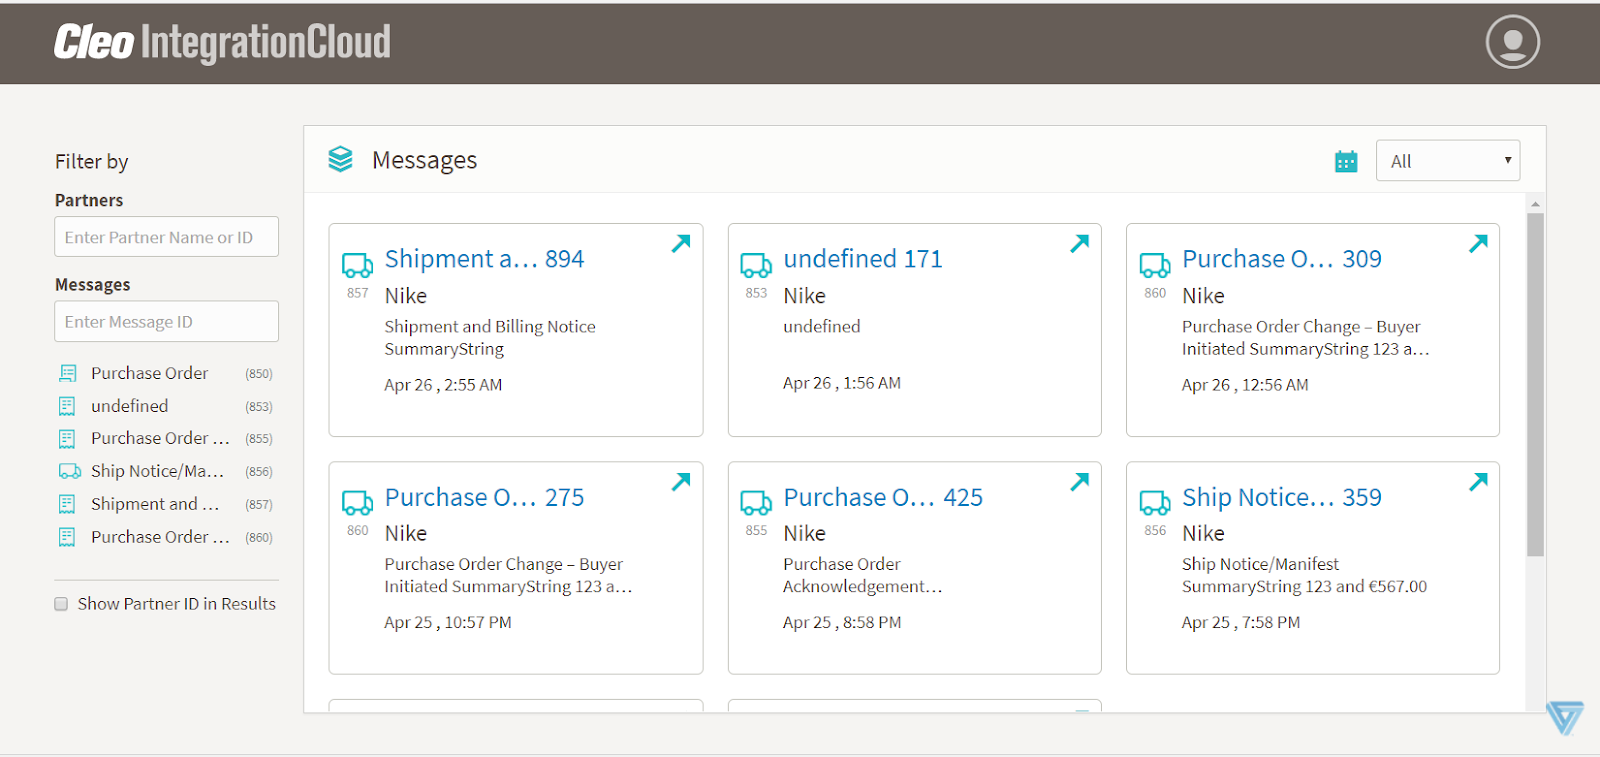 Cleo IntegrationCloud
Filter by
Partners
Enter Partner Name or ID
Messages
Enter Message ID
Purchase Order (850)
undefined (853)
Purchase Order ... (855)
Ship Notice/Ma... (856)
Shipment and ... (857)
Purchase Order ... (860)
Show Partner ID in Results
Messages
All
Shipment a... 894
857
Nike
Shipment and Billing Notice
SummaryString
Apr 26 , 2:55 AM
undefined 171
853
Nike
undefined
Apr 26 , 1:56 AM
Purchase O... 309
860
Nike
Purchase Order Change – Buyer
Initiated SummaryString 123 a...
Apr 26 , 12:56 AM
Purchase O... 275
860
Nike
Purchase Order Change – Buyer
Initiated SummaryString 123 a...
Apr 25 , 10:57 PM
Purchase O... 425
855
Nike
Purchase Order
Acknowledgement...
Apr 25 , 8:58 PM
Ship Notice... 359
856
Nike
Ship Notice/Manifest
SummaryString 123 and €567.00
Apr 25 , 7:58 PM